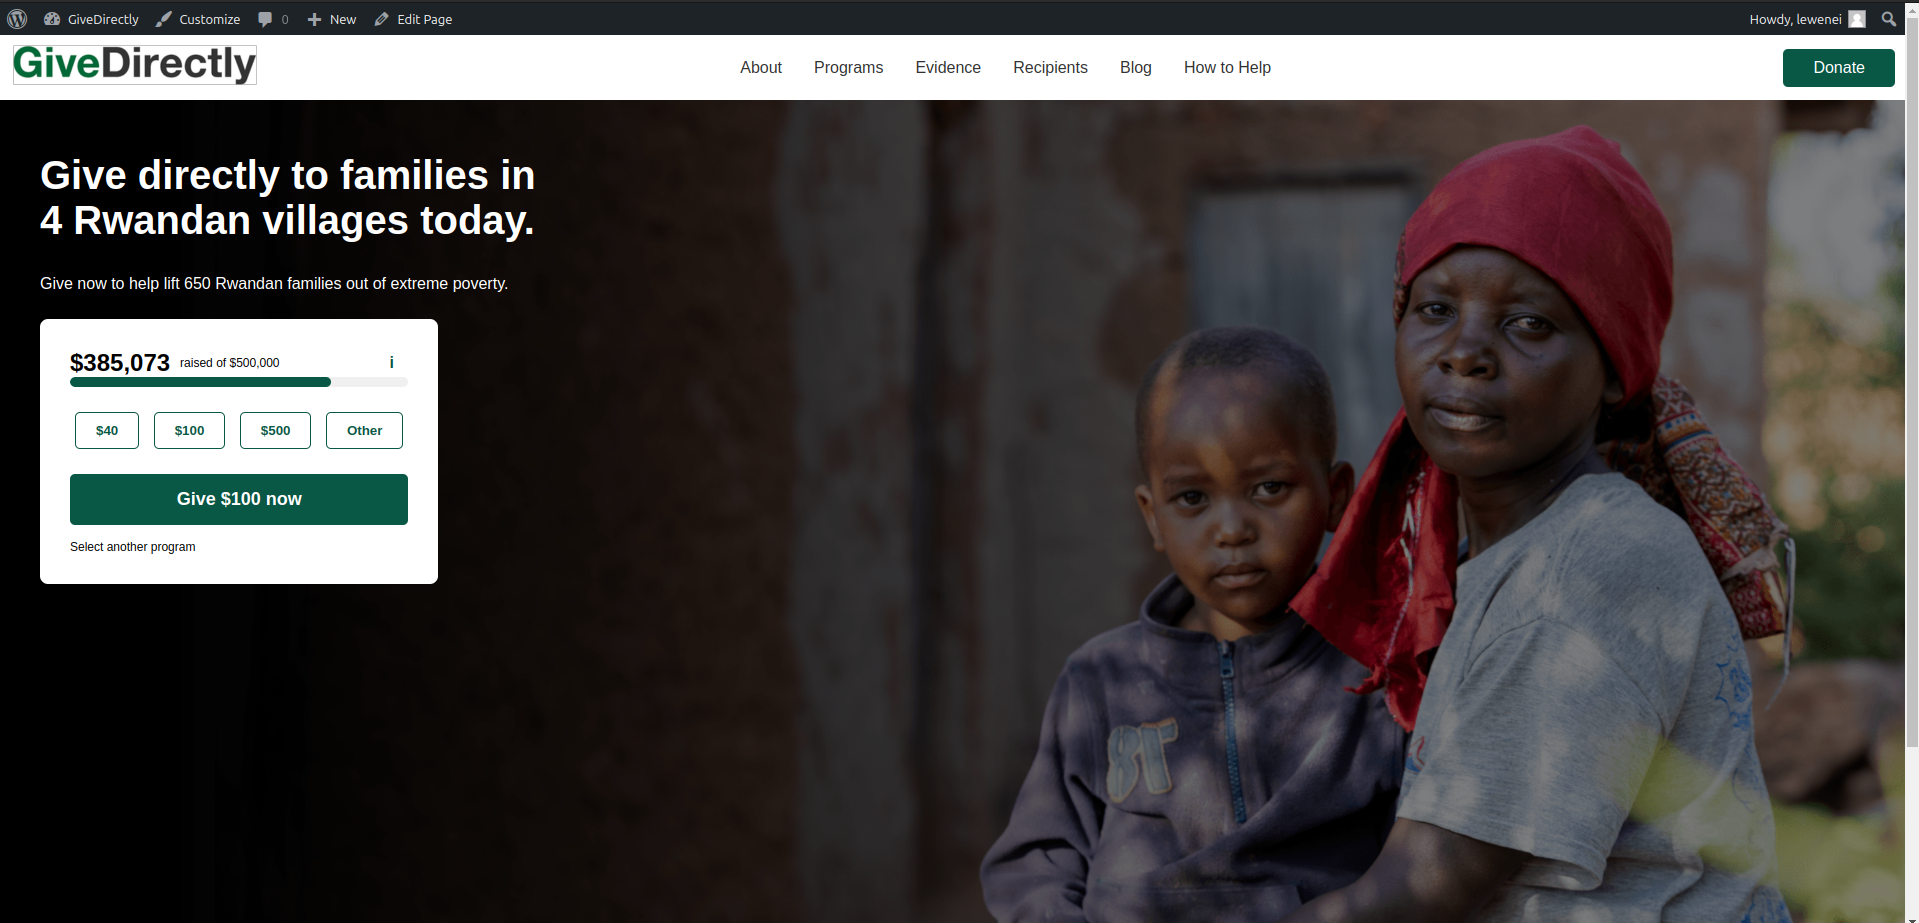 GiveDirectly
Customize
0
New
Edit Page
Howdy, lewenei
GiveDirectly
About
Programs
Evidence
Recipients
Blog
How to Help
Donate
Give directly to families in
4 Rwandan villages today.
Give now to help lift 650 Rwandan families out of extreme poverty.
$385,073 raised of $500,000
i
$40
$100
$500
Other
Give $100 now
Select another program